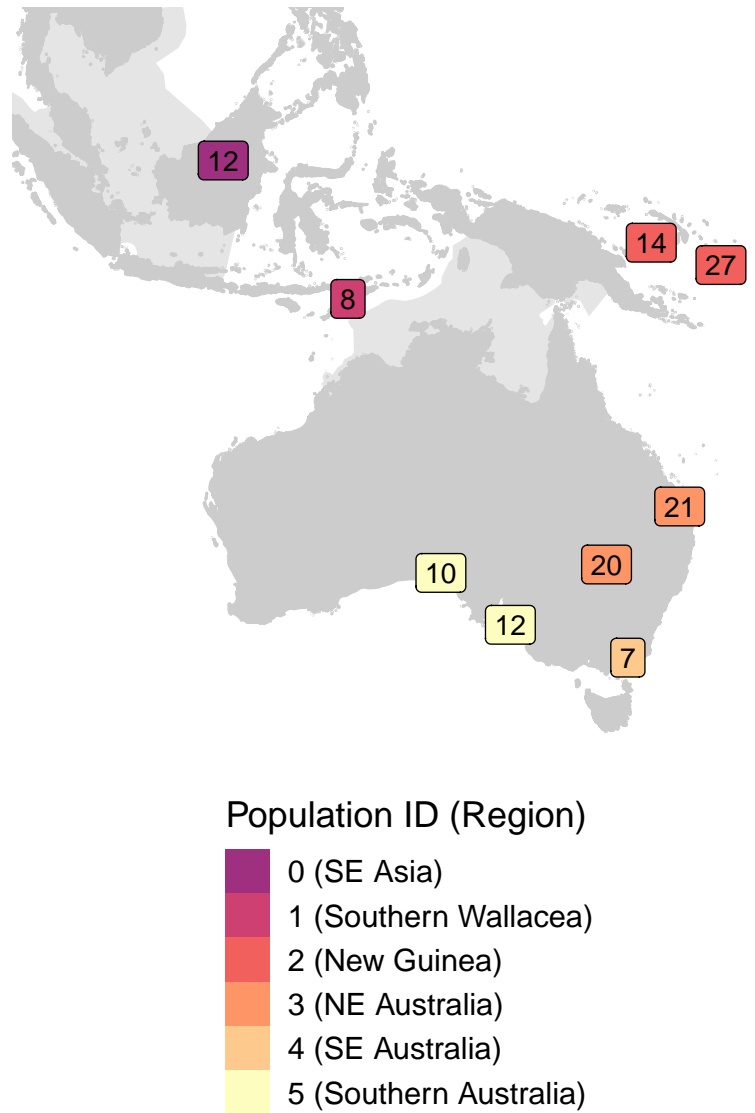 12
14
27
8
21
20
10
12
7
Population ID (Region)
0 (SE Asia)
1 (Southern Wallacea)
2 (New Guinea)
3 (NE Australia)
4 (SE Australia)
5 (Southern Australia)